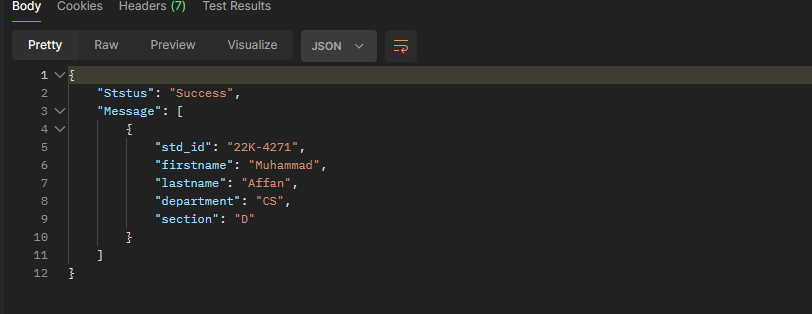 Body Cookies Headers (7) Test Results
Pretty Raw Preview Visualize JSON
1 {
2 "Ststus": "Success",
3 "Message": [
4 {
5 "std_id": "22K-4271",
6 "firstname": "Muhammad",
7 "lastname": "Affan",
8 "department": "CS",
9 "section": "D"
10 }
11 ]
12 }